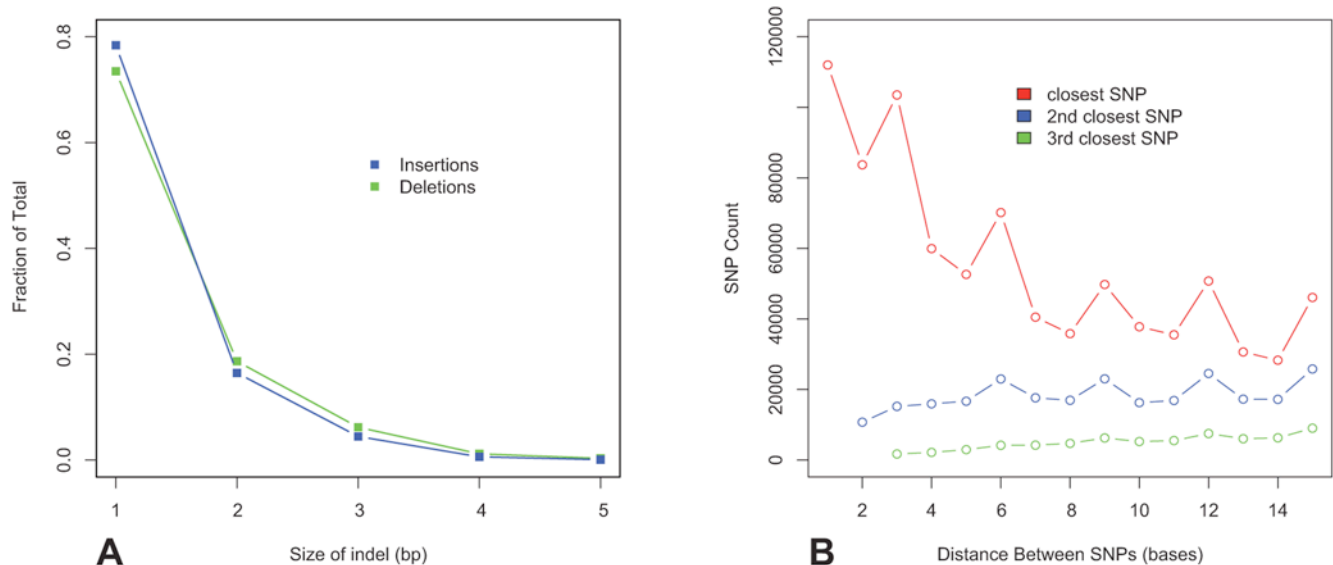 0.8
0.6
0.4
0.2
0.0
Fraction of Total
Insertions
Deletions
1 2 3 4 5
A
Size of indel (bp)
120000
80000
60000
40000
20000
0
SNP Count
closest SNP
2nd closest SNP
3rd closest SNP
2 4 6 8 10 12 14
B
Distance Between SNPs (bases)